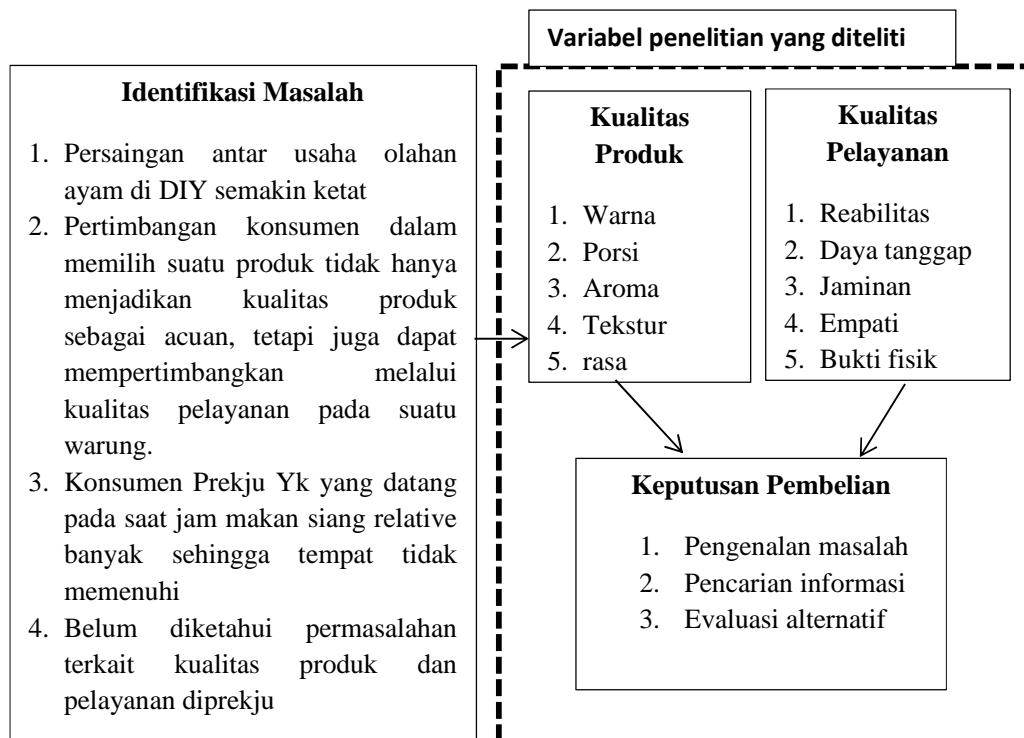 Variabel penelitian yang diteliti
Identifikasi Masalah
1. Persaingan antar usaha olahan
ayam di DIY semakin ketat
2. Pertimbangan konsumen dalam
memilih suatu produk tidak hanya
menjadikan kualitas produk
sebagai acuan, tetapi juga dapat
mempertimbangkan melalui
kualitas pelayanan pada suatu
warung.
3. Konsumen Prekju Yk yang datang
pada saat jam makan siang relative
banyak sehingga tempat tidak
memenuhi
4. Belum diketahui permasalahan
terkait kualitas produk dan
pelayanan diprekju
Kualitas
Produk
1. Warna
2. Porsi
3. Aroma
4. Tekstur
5. rasa
Kualitas
Pelayanan
1. Reabilitas
2. Daya tanggap
3. Jaminan
4. Empati
5. Bukti fisik
Keputusan Pembelian
1. Pengenalan masalah
2. Pencarian informasi
3. Evaluasi alternatif